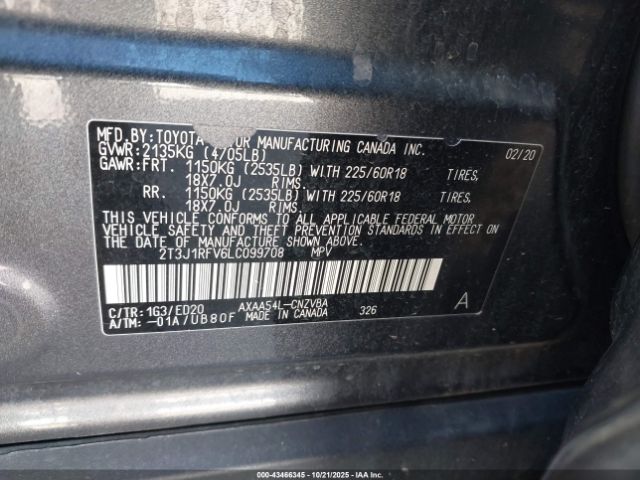 MFD.BY:TOYOTA MOTOR MANUFACTURING CANADA INC. 02/20
GVWR:2135KG (4705LB)
GAWR:FRT. 1150KG (2535LB) WITH 225/60R18 TIRES.
18X7.0J RIMS.
RR. 1150KG (2535LB) WITH 225/60R18 TIRES.
18X7.0J RIMS.
THIS VEHICLE CONFORMS TO ALL APPLICABLE FEDERAL MOTOR
VEHICLE SAFETY AND THEFT PREVENTION STANDARDS IN EFFECT
ON THE DATE OF MANUFACTURE SHOWN ABOVE.
2T3J1RFV6LC099708 MPV
C/TR: 1G3/ED20 AXAA54L-CNZVBA A
A/TM: -01A/UB80F MADE IN CANADA 326
OXXO: 43466345 - 10/21/2025 - IAA Inc.